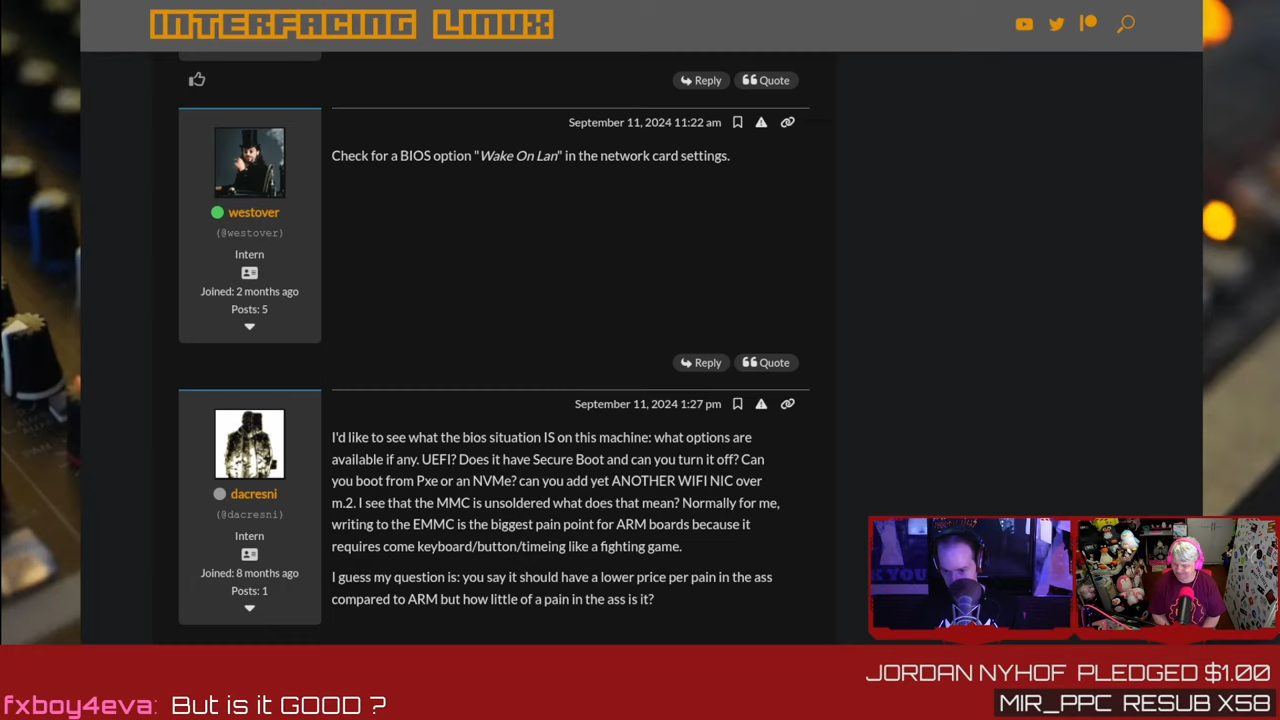 INTERFACING LINUX
Reply
Quote
September 11, 2024 11:22 am
Check for a BIOS option "Wake On Lan" in the network card settings.
westover
(@westover)
Intern
Joined: 2 months ago
Posts: 5
Reply
Quote
September 11, 2024 1:27 pm
I'd like to see what the bios situation IS on this machine: what options are
available if any. UEFI? Does it have Secure Boot and can you turn it off? Can
you boot from Pxe or an NVMe? can you add yet ANOTHER WIFI NIC over
m.2. I see that the MMC is unsoldered what does that mean? Normally for me,
writing to the EMMC is the biggest pain point for ARM boards because it
requires come keyboard/button/timeing like a fighting game.
I guess my question is: you say it should have a lower price per pain in the ass
compared to ARM but how little of a pain in the ass is it?
dacresni
(@dacresni)
Intern
Joined: 8 months ago
Posts: 1
JORDAN NYHOF PLEDGED $1.00
MIR_PPC RESUB X58
fxboy4eva: But is it GOOD ?